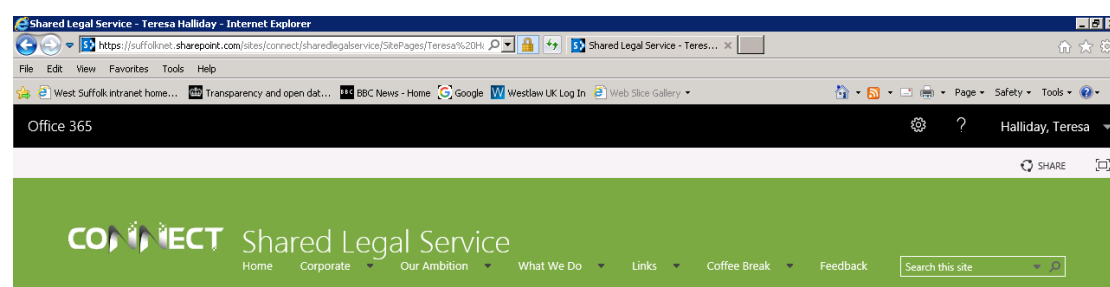 Shared Legal Service - Teresa Halliday - Internet Explorer
https://suffolknet.sharepoint.com/sites/connect/sharedlegalservice/SitePages/Teresa%20H Shared Legal Service - Teres...
File Edit View Favorites Tools Help
West Suffolk intranet home... Transparency and open dat... BBC News - Home Google Westlaw UK Log In Web Slice Gallery Page Safety Tools
Office 365 ? Halliday, Teresa
SHARE
CONNECT Shared Legal Service
Home Corporate Our Ambition What We Do Links Coffee Break Feedback Search this site